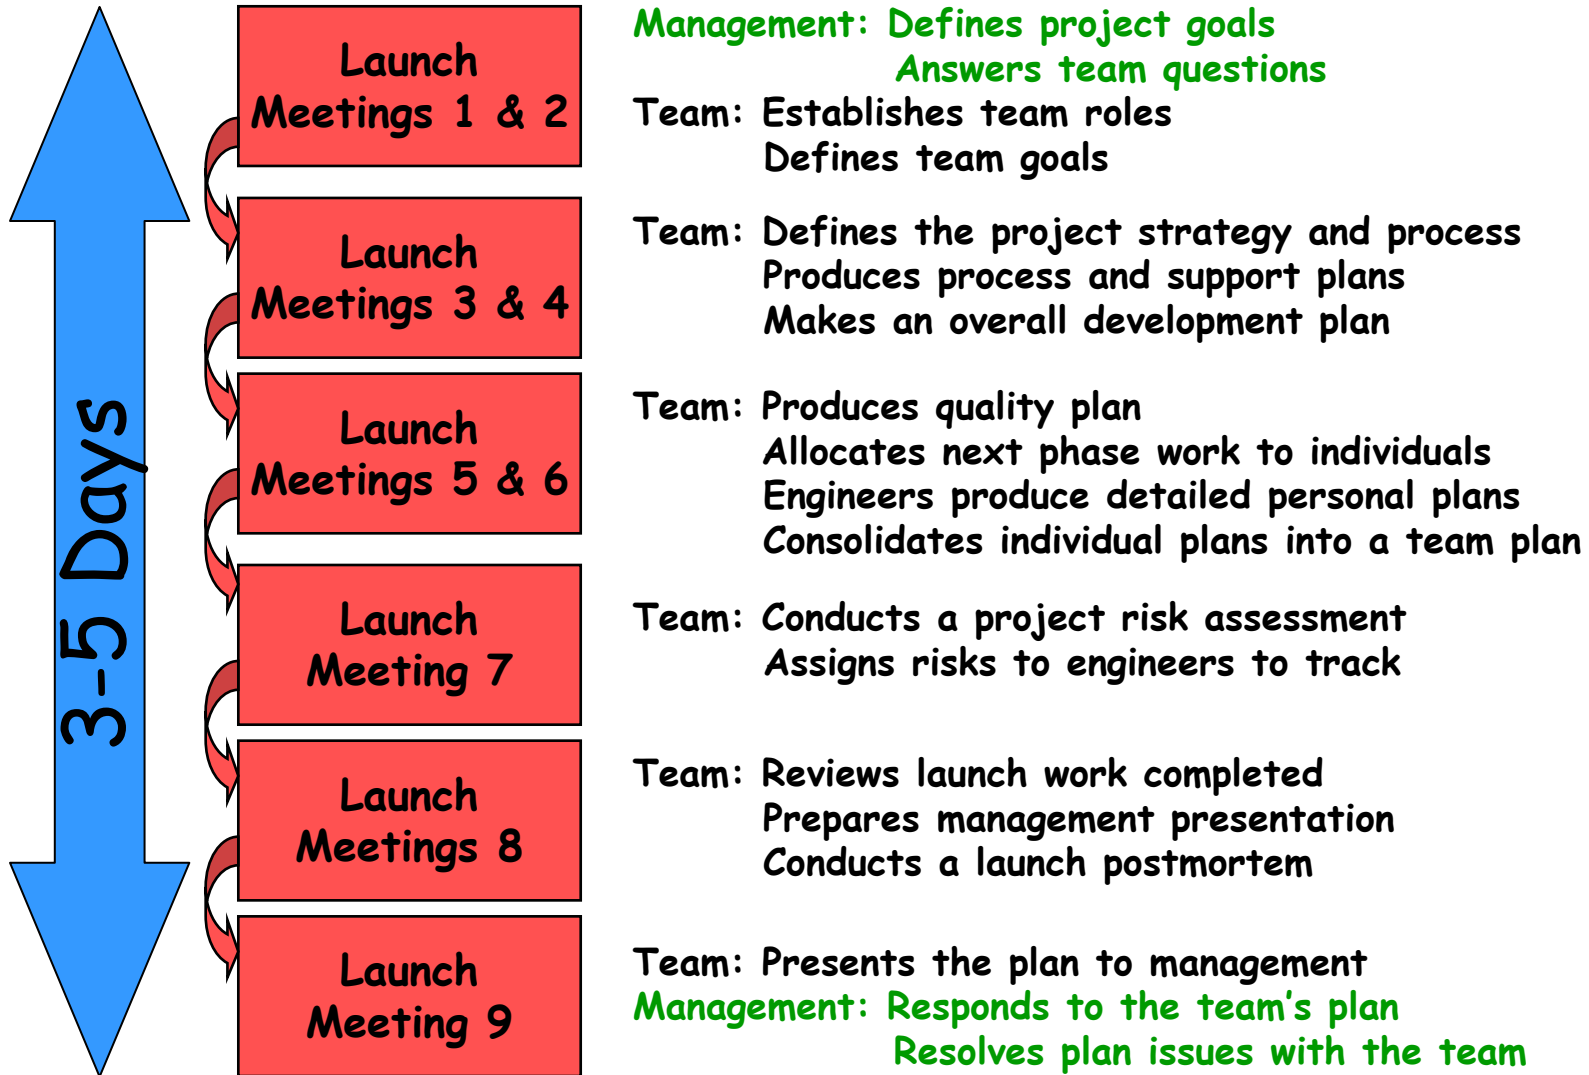 3-5 Days
Launch
Meetings 1 & 2
Management: Defines project goals
Answers team questions
Team: Establishes team roles
Defines team goals
Launch
Meetings 3 & 4
Team: Defines the project strategy and process
Produces process and support plans
Makes an overall development plan
Launch
Meetings 5 & 6
Team: Produces quality plan
Allocates next phase work to individuals
Engineers produce detailed personal plans
Consolidates individual plans into a team plan
Launch
Meeting 7
Team: Conducts a project risk assessment
Assigns risks to engineers to track
Launch
Meetings 8
Team: Reviews launch work completed
Prepares management presentation
Conducts a launch postmortem
Launch
Meeting 9
Team: Presents the plan to management
Management: Responds to the team's plan
Resolves plan issues with the team